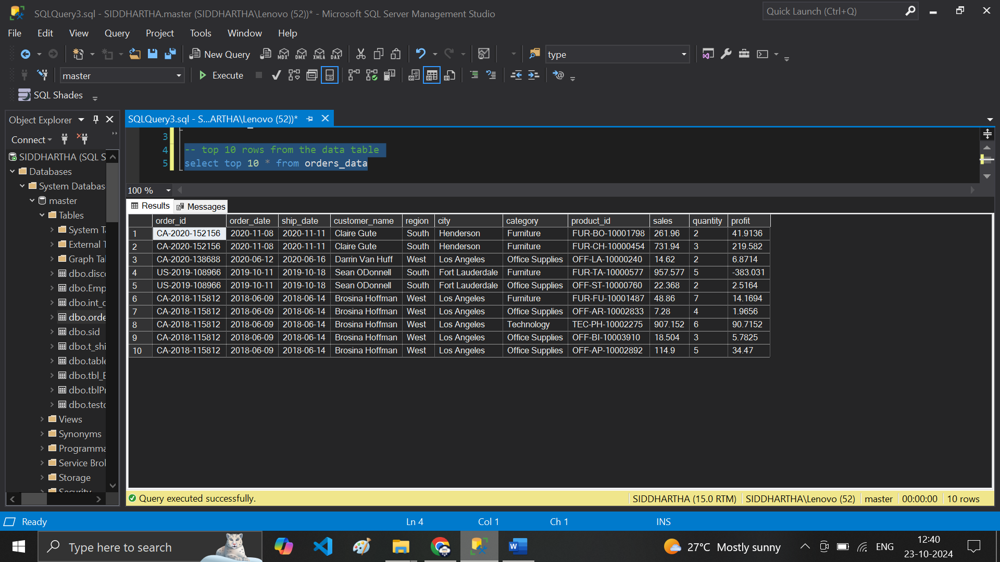 SQLQuery3.sql - SIDDHARTHA.master (SIDDHARTHA\Lenovo (52))* - Microsoft SQL Server Management Studio
Quick Launch (Ctrl+Q)
File Edit View Query Project Tools Window Help
New Query MDX DMX XMLA DAX type
master Execute
SQL Shades
Object Explorer
Connect
SIDDHARTHA (SQL S
Databases
System Databas
master
Tables
System Ta
External T
Graph Tal
dbo.disco
dbo.Emp
dbo.int_c
dbo.orde
dbo.sid
dbo.t_shi
dbo.table
dbo.tbl_E
dbo.tblPr
dbo.testc
Views
Synonyms
Programma
Service Brol
Storage
Security
SQLQuery3.sql - S...ARTHA\Lenovo (52))*
3
4 -- top 10 rows from the data table
5 select top 10 * from orders_data
100 %
Results Messages
order_id order_date ship_date customer_name region city category product_id sales quantity profit
1 CA-2020-152156 2020-11-08 2020-11-11 Claire Gute South Henderson Furniture FUR-BO-10001798 261.96 2 41.9136
2 CA-2020-152156 2020-11-08 2020-11-11 Claire Gute South Henderson Furniture FUR-CH-10000454 731.94 3 219.582
3 CA-2020-138688 2020-06-12 2020-06-16 Darrin Van Huff West Los Angeles Office Supplies OFF-LA-10000240 14.62 2 6.8714
4 US-2019-108966 2019-10-11 2019-10-18 Sean ODonnell South Fort Lauderdale Furniture FUR-TA-10000577 957.577 5 -383.031
5 US-2019-108966 2019-10-11 2019-10-18 Sean ODonnell South Fort Lauderdale Office Supplies OFF-ST-10000760 22.368 2 2.5164
6 CA-2018-115812 2018-06-09 2018-06-14 Brosina Hoffman West Los Angeles Furniture FUR-FU-10001487 48.86 7 14.1694
7 CA-2018-115812 2018-06-09 2018-06-14 Brosina Hoffman West Los Angeles Office Supplies OFF-AR-10002833 7.28 4 1.9656
8 CA-2018-115812 2018-06-09 2018-06-14 Brosina Hoffman West Los Angeles Technology TEC-PH-10002275 907.152 6 90.7152
9 CA-2018-115812 2018-06-09 2018-06-14 Brosina Hoffman West Los Angeles Office Supplies OFF-BI-10003910 18.504 3 5.7825
10 CA-2018-115812 2018-06-09 2018-06-14 Brosina Hoffman West Los Angeles Office Supplies OFF-AP-10002892 114.9 5 34.47
Query executed successfully. SIDDHARTHA (15.0 RTM) SIDDHARTHA\Lenovo (52) master 00:00:00 10 rows
Ready Ln 4 Col 1 Ch 1 INS
Type here to search 27°C Mostly sunny ENG 12:40
23-10-2024